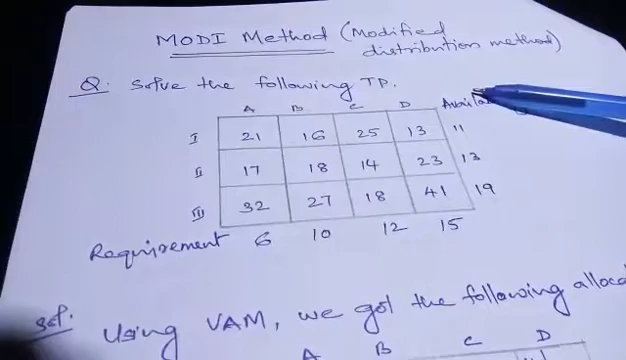 MODI Method (Modified
distribution method)
Q. Solve the following TP.
A B C D
I 21 16 25 13 11
II 17 18 14 23 13
III 32 27 18 41 19
Requirement 6 10 12 15
Sol. Using VAM, we got the following
A B C D